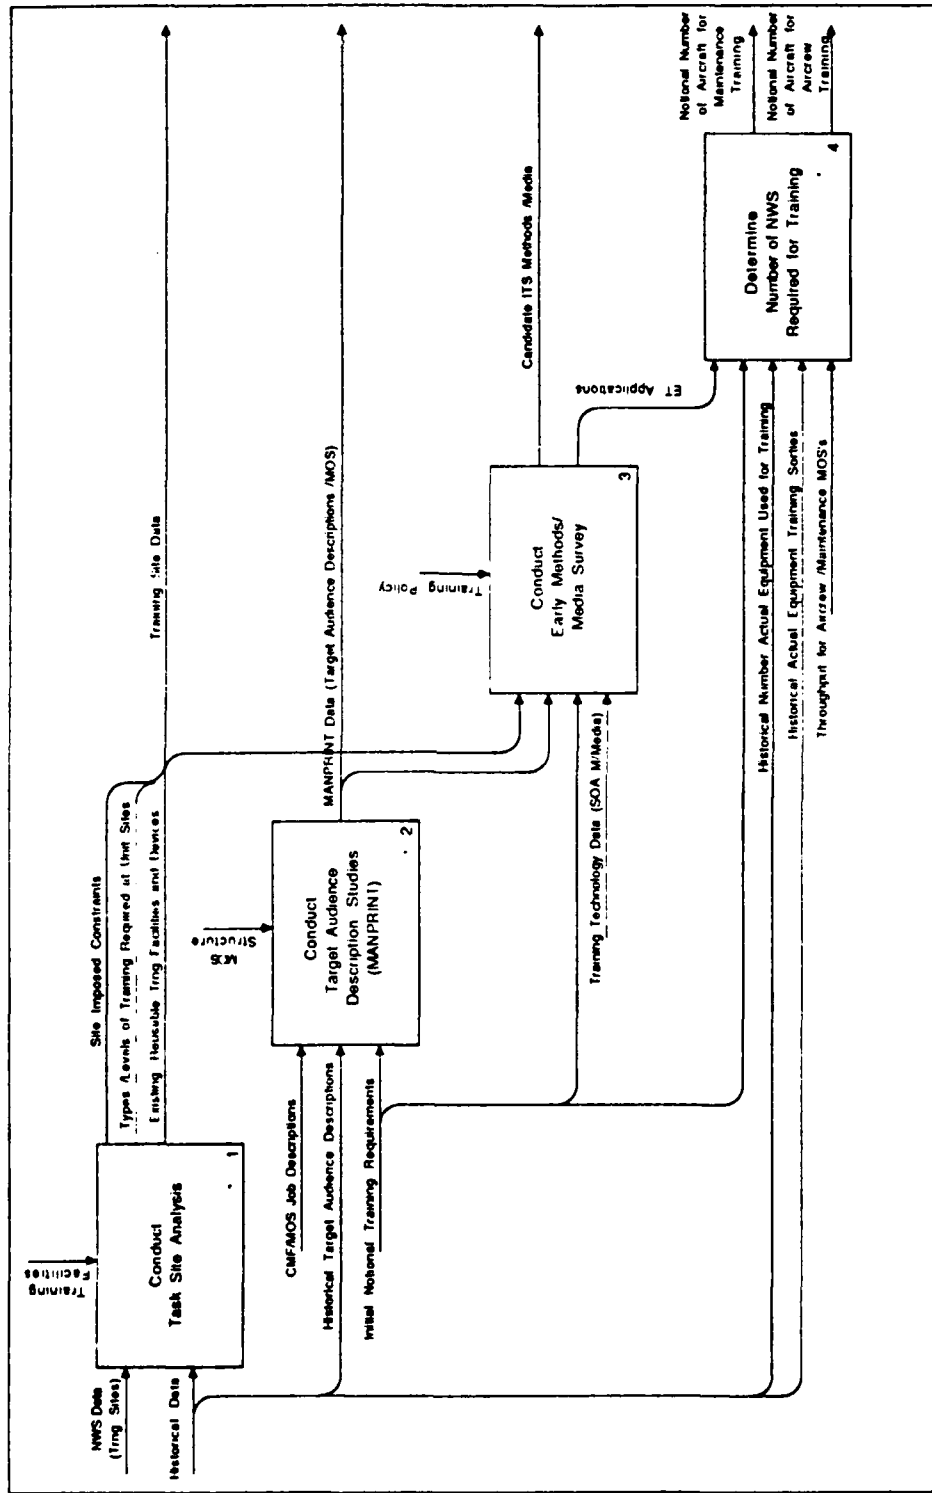 NWS Data
(Trng Sites)
Historical Data
Training
Facilities
Conduct
Task Site Analysis
1
Site Imposed Constraints
Types /Levels of Training Required at Unit Sites
Existing Reusable Trng Facilities and Devices
Training Site Data
CMF/MOS Job Descriptions
Historical Target Audience Descriptions
Initial Notional Training Requirements
MOS
Structure
Conduct
Target Audience
Description Studies
(MANPRINT)
2
MANPRINT Data (Target Audience Descriptions /MOS)
Training Technology Data (SOA M/Media)
Training Policy
Conduct
Early Methods/
Media Survey
3
Candidate ITS Methods /Media
ET Applications
Historical Number Actual Equipment Used for Training
Historical Actual Equipment Training Sorties
Throughput for Aircrew /Maintenance MOS's
Determine
Number of NWS
Required for Training
4
Notional Number
of Aircraft for
Maintenance
Training
Notional Number
of Aircraft for
Aircrew
Training